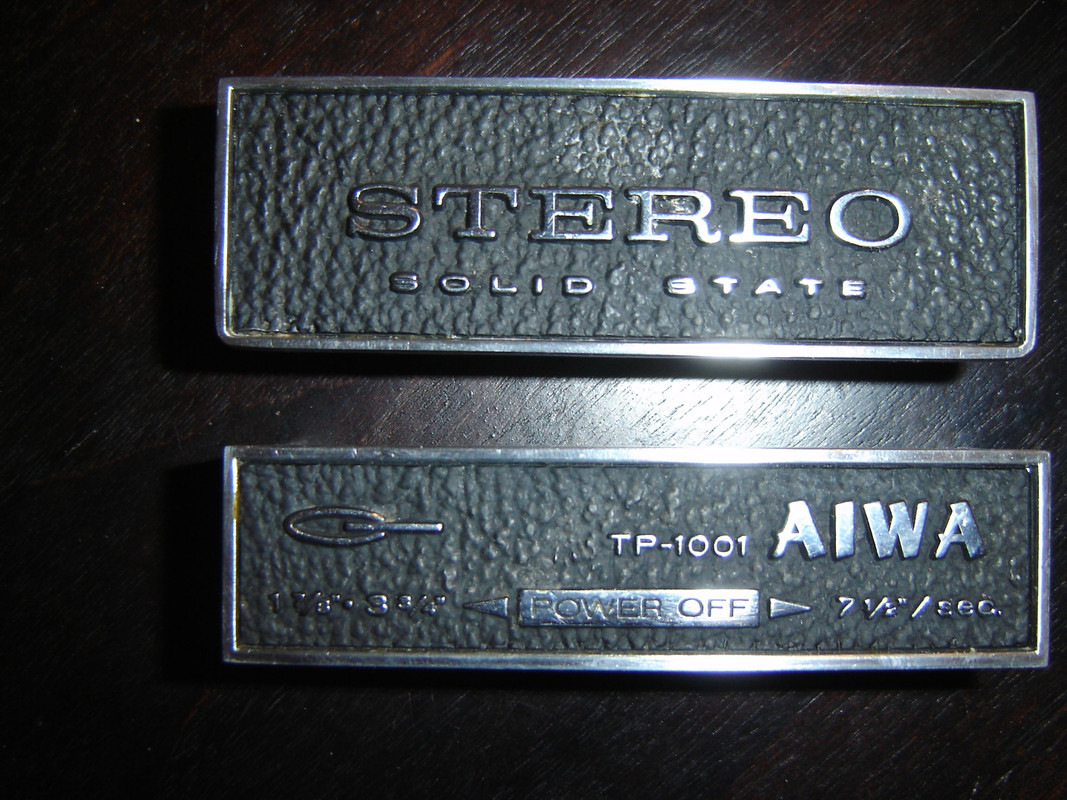 STEREO
SOLID STATE
TP-1001 AIWA
1 7/8"· 3 3/4" POWER OFF 7 1/2"/sec.